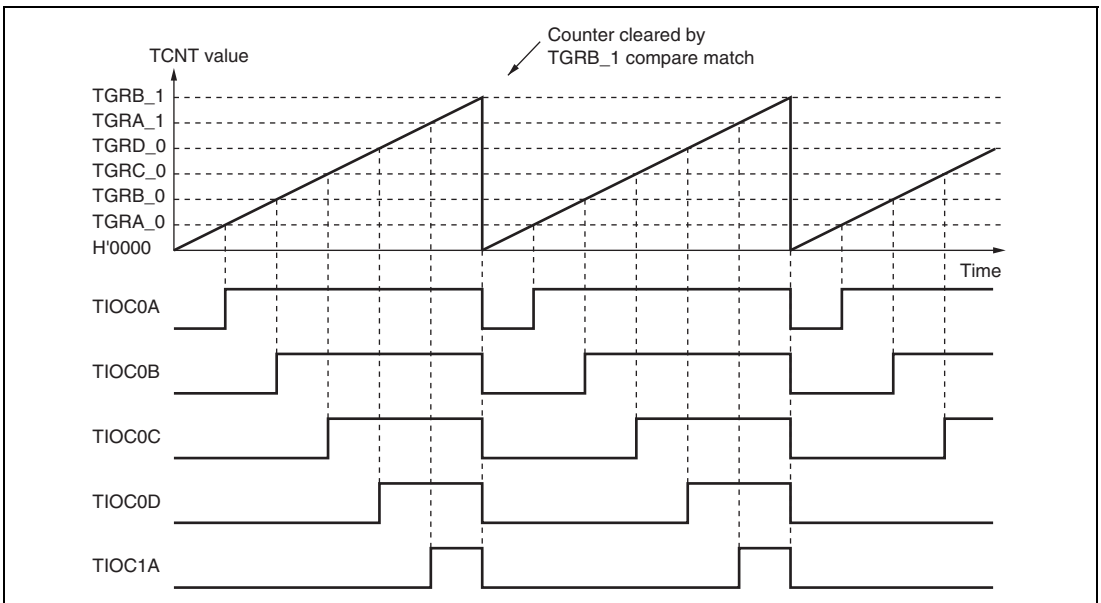 Counter cleared by
TGRB_1 compare match
TCNT value
TGRB_1
TGRA_1
TGRD_0
TGRC_0
TGRB_0
TGRA_0
H'0000
Time
TIOC0A
TIOC0B
TIOC0C
TIOC0D
TIOC1A